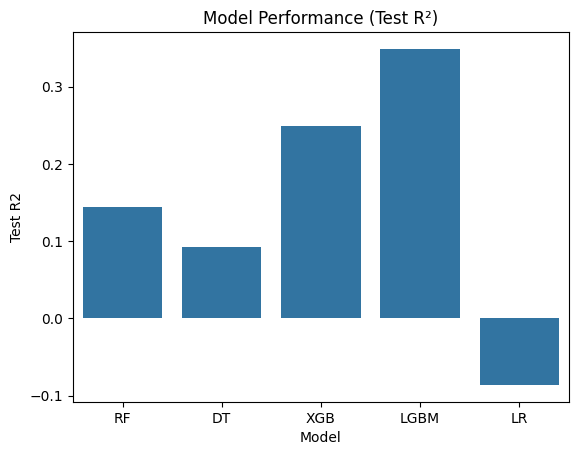 Model Performance (Test R²)
Test R2
0.3
0.2
0.1
0.0
−0.1
RF DT XGB LGBM LR
Model